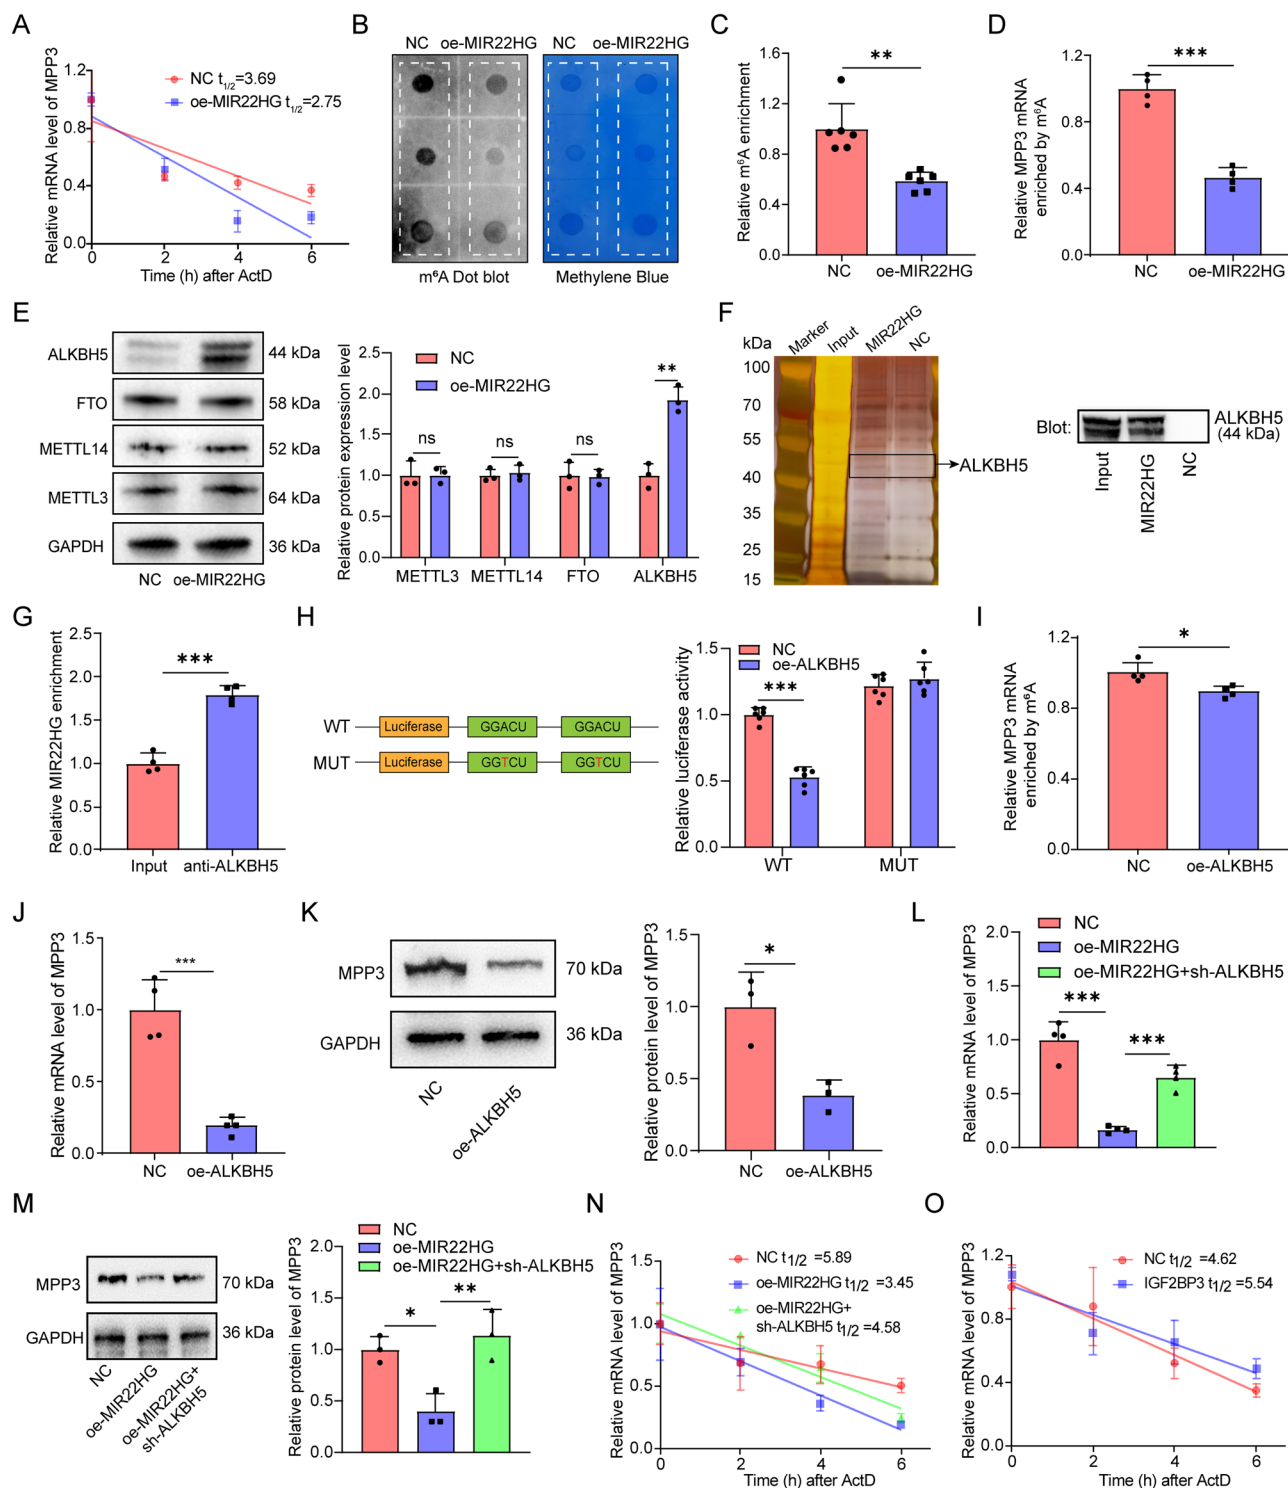 A
Relative mRNA level of MPP3
1.2
0.8
0.4
0.0
0
2
4
6
Time (h) after ActD
NC t1/2=3.69
oe-MIR22HG t1/2=2.75
B
NC oe-MIR22HG
NC oe-MIR22HG
m⁶A Dot blot
Methylene Blue
C
Relative m⁶A enrichment
1.6
1.2
0.8
0.4
0.0
**
NC
oe-MIR22HG
D
Relative MPP3 mRNA
enriched by m⁶A
1.2
0.8
0.4
0.0
***
NC
oe-MIR22HG
E
ALKBH5
44 kDa
FTO
58 kDa
METTL14
52 kDa
METTL3
64 kDa
GAPDH
36 kDa
NC oe-MIR22HG
Relative protein expression level
2.5
2.0
1.5
1.0
0.5
0.0
NC
oe-MIR22HG
ns
ns
ns
**
METTL3
METTL14
FTO
ALKBH5
F
kDa
Marker
Input
MIR22HG
NC
100
70
55
40
35
25
15
ALKBH5
Blot:
ALKBH5
(44 kDa)
Input
MIR22HG
NC
G
Relative MIR22HG enrichment
2.5
2.0
1.5
1.0
0.5
0.0
***
Input
anti-ALKBH5
H
WT
Luciferase
GGACU
GGACU
MUT
Luciferase
GGTCU
GGTCU
Relative luciferase activity
1.5
1.0
0.5
0.0
NC
oe-ALKBH5
***
WT
MUT
I
Relative MPP3 mRNA
enriched by m⁶A
1.2
0.8
0.4
0.0
*
NC
oe-ALKBH5
J
Relative mRNA level of MPP3
1.5
1.0
0.5
0.0
***
NC
oe-ALKBH5
K
MPP3
70 kDa
GAPDH
36 kDa
NC
oe-ALKBH5
Relative protein level of MPP3
1.5
1.0
0.5
0.0
*
NC
oe-ALKBH5
L
NC
oe-MIR22HG
oe-MIR22HG+sh-ALKBH5
Relative mRNA level of MPP3
2.0
1.5
1.0
0.5
0.0
***
***
M
MPP3
70 kDa
GAPDH
36 kDa
NC
oe-MIR22HG
oe-MIR22HG+
sh-ALKBH5
NC
oe-MIR22HG
oe-MIR22HG+sh-ALKBH5
Relative protein level of MPP3
2.0
1.5
1.0
0.5
0.0
*
**
N
Relative mRNA level of MPP3
1.5
1.0
0.5
0.0
0
2
4
6
Time (h) after ActD
NC t1/2 =5.89
oe-MIR22HG t1/2 =3.45
oe-MIR22HG+
sh-ALKBH5 t1/2 =4.58
O
Relative mRNA level of MPP3
1.2
0.8
0.4
0.0
0
2
4
6
Time (h) after ActD
NC t1/2 =4.62
IGF2BP3 t1/2 =5.54